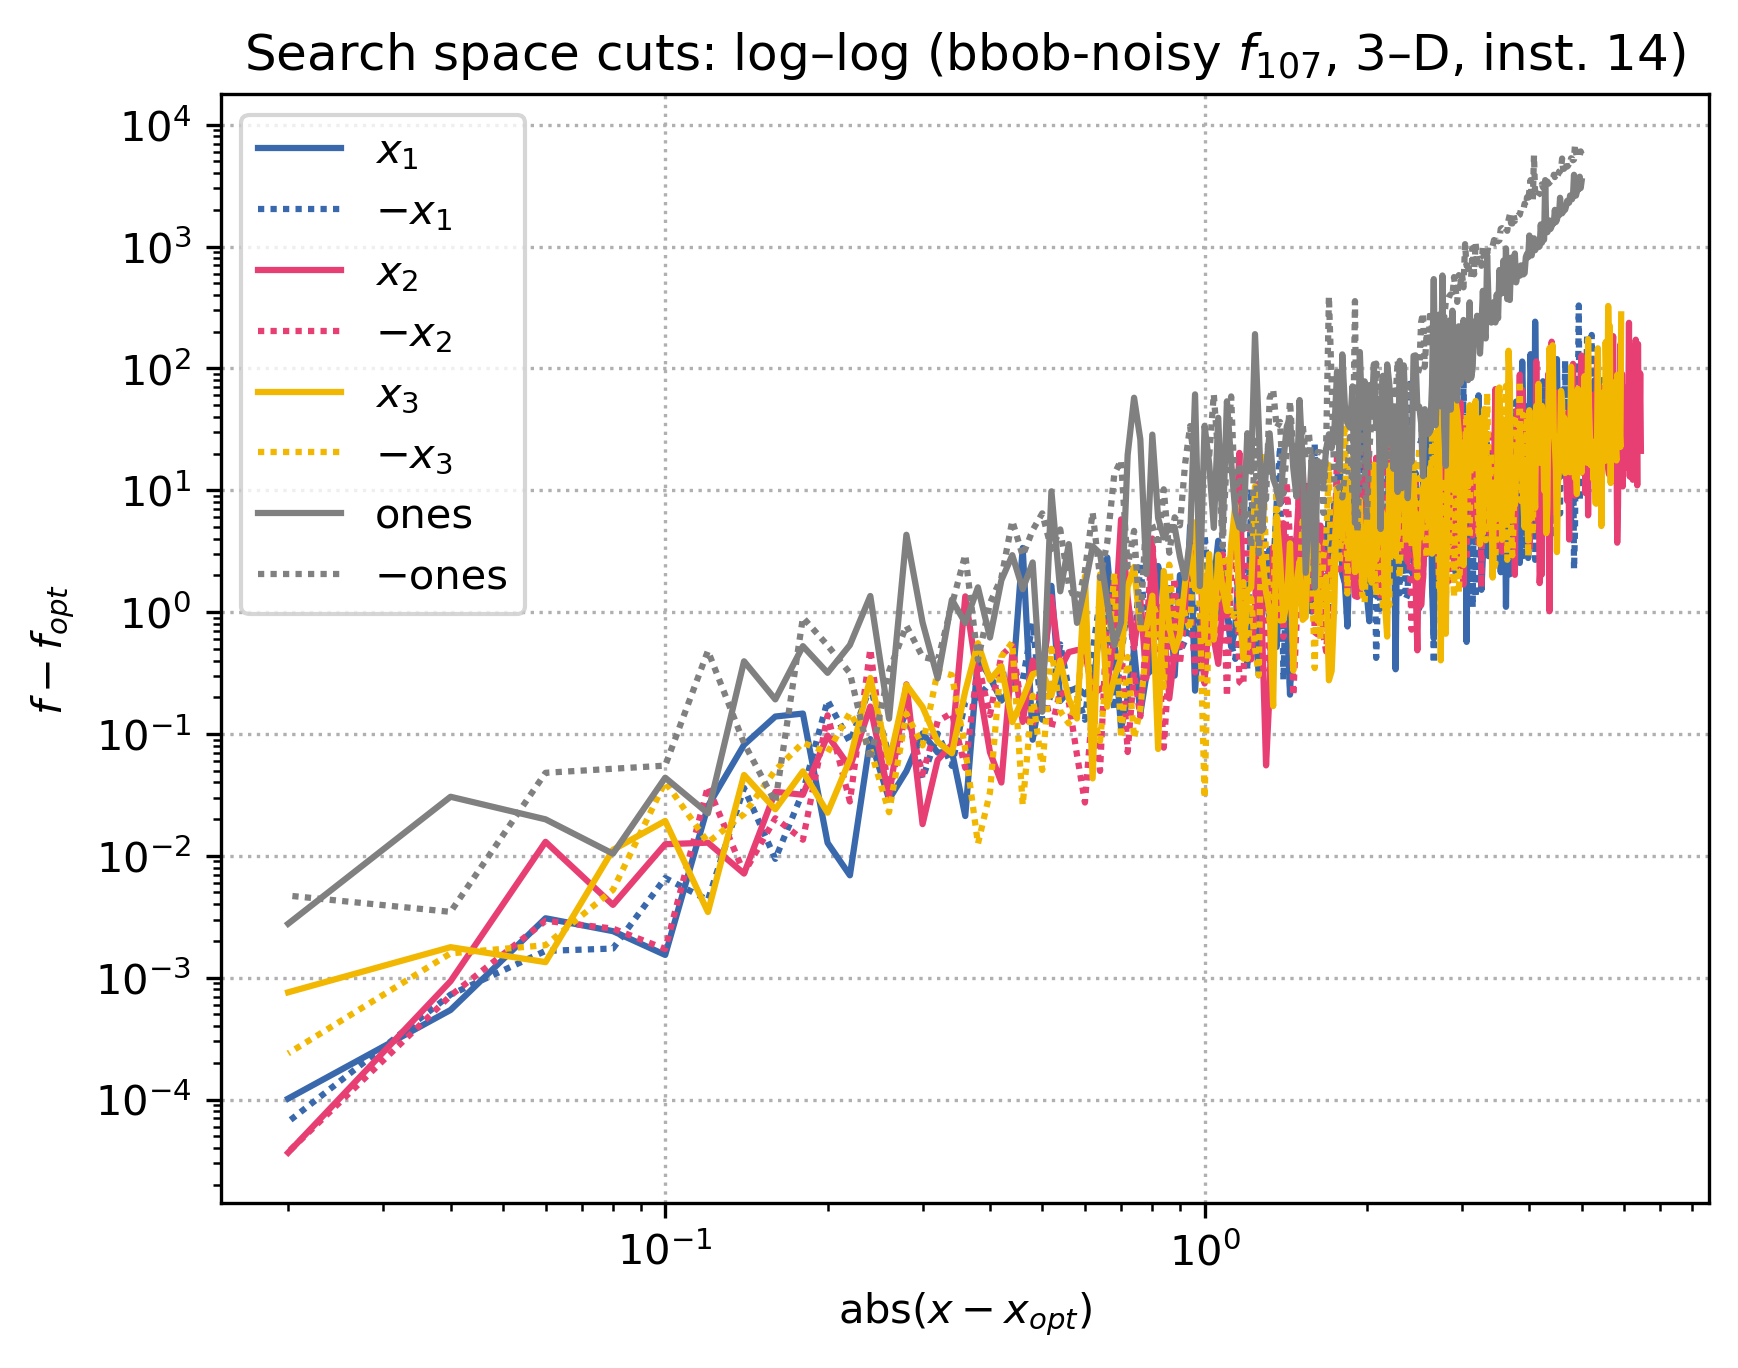 Search space cuts: log–log (bbob-noisy f107, 3–D, inst. 14)
10^4
10^3
10^2
10^1
10^0
10^−1
10^−2
10^−3
10^−4
x1
−x1
x2
−x2
x3
−x3
ones
−ones
f − fopt
10^−1
10^0
abs(x − xopt)